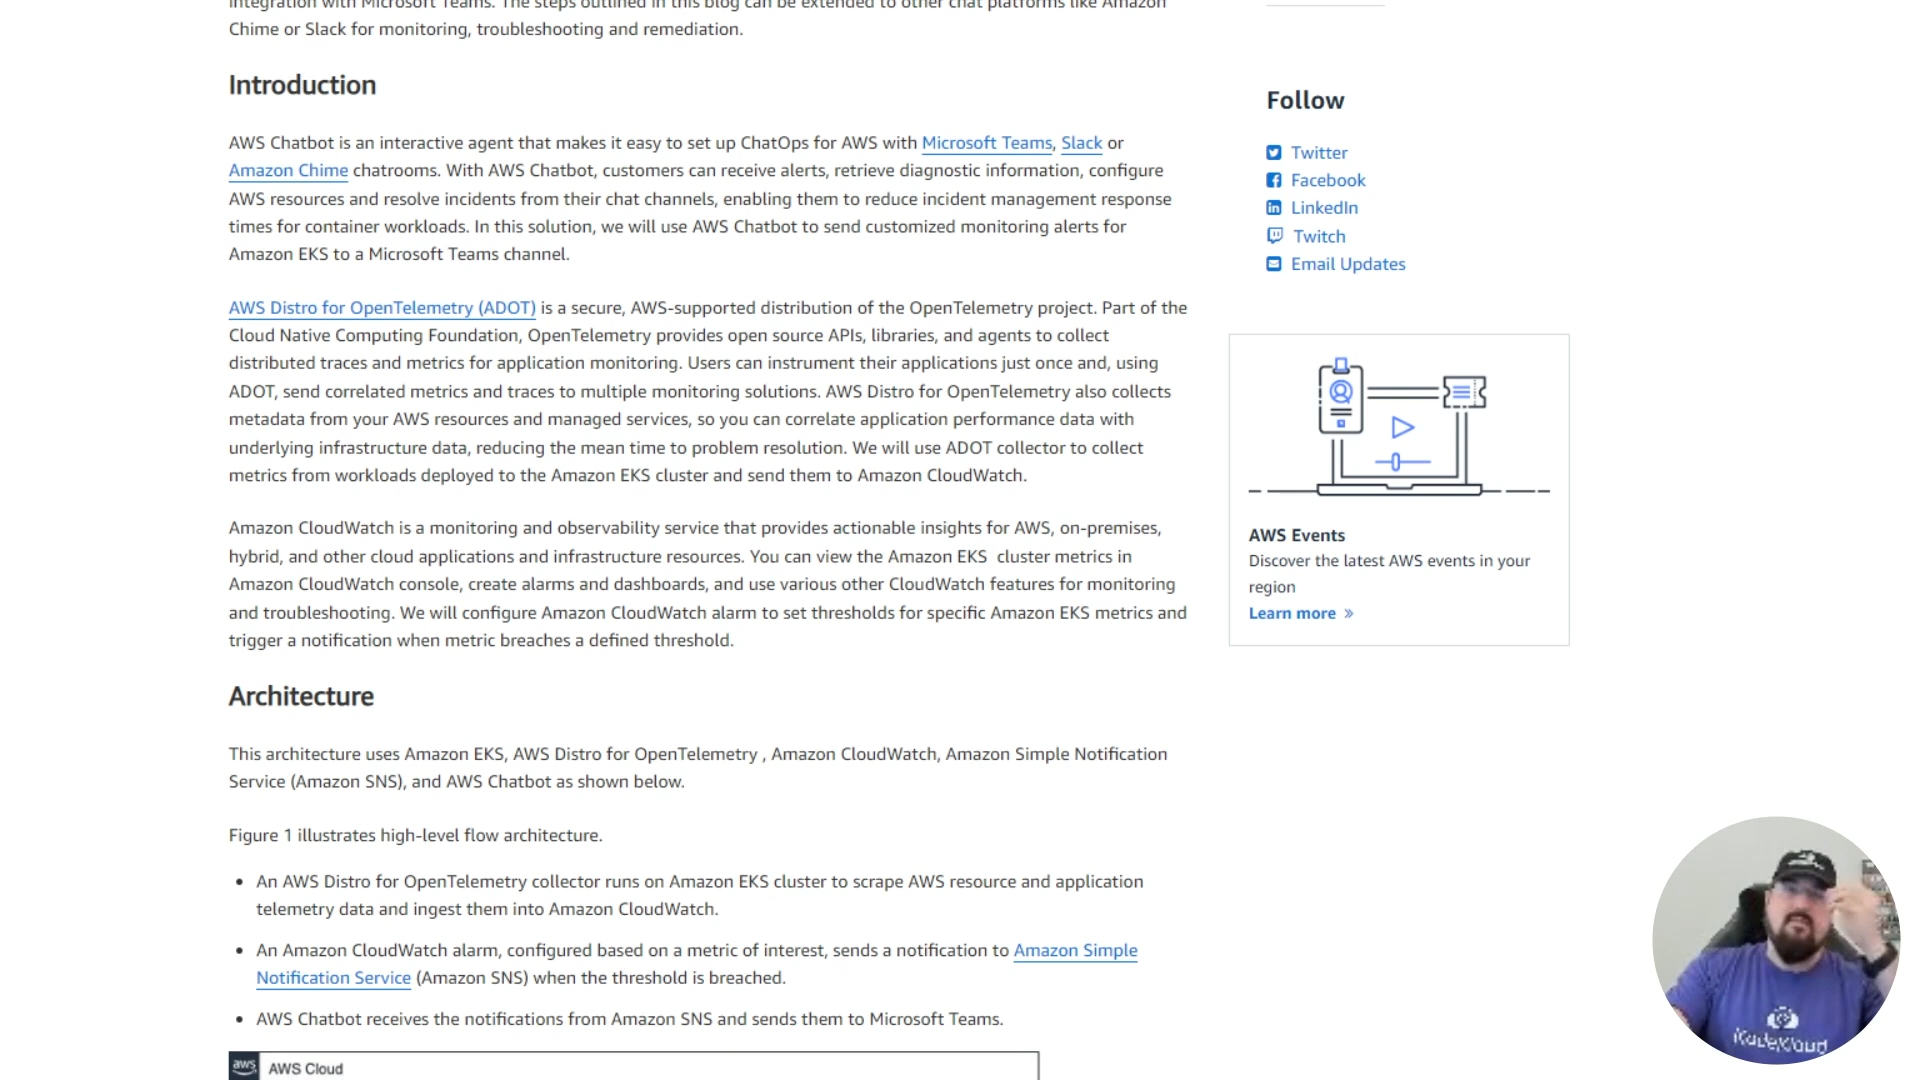 integration with Microsoft Teams. The steps outlined in this blog can be extended to other chat platforms like Amazon
Chime or Slack for monitoring, troubleshooting and remediation.
Introduction
AWS Chatbot is an interactive agent that makes it easy to set up ChatOps for AWS with Microsoft Teams, Slack or
Amazon Chime chatrooms. With AWS Chatbot, customers can receive alerts, retrieve diagnostic information, configure
AWS resources and resolve incidents from their chat channels, enabling them to reduce incident management response
times for container workloads. In this solution, we will use AWS Chatbot to send customized monitoring alerts for
Amazon EKS to a Microsoft Teams channel.
AWS Distro for OpenTelemetry (ADOT) is a secure, AWS-supported distribution of the OpenTelemetry project. Part of the
Cloud Native Computing Foundation, OpenTelemetry provides open source APIs, libraries, and agents to collect
distributed traces and metrics for application monitoring. Users can instrument their applications just once and, using
ADOT, send correlated metrics and traces to multiple monitoring solutions. AWS Distro for OpenTelemetry also collects
metadata from your AWS resources and managed services, so you can correlate application performance data with
underlying infrastructure data, reducing the mean time to problem resolution. We will use ADOT collector to collect
metrics from workloads deployed to the Amazon EKS cluster and send them to Amazon CloudWatch.
Amazon CloudWatch is a monitoring and observability service that provides actionable insights for AWS, on-premises,
hybrid, and other cloud applications and infrastructure resources. You can view the Amazon EKS cluster metrics in
Amazon CloudWatch console, create alarms and dashboards, and use various other CloudWatch features for monitoring
and troubleshooting. We will configure Amazon CloudWatch alarm to set thresholds for specific Amazon EKS metrics and
trigger a notification when metric breaches a defined threshold.
Architecture
This architecture uses Amazon EKS, AWS Distro for OpenTelemetry , Amazon CloudWatch, Amazon Simple Notification
Service (Amazon SNS), and AWS Chatbot as shown below.
Figure 1 illustrates high-level flow architecture.
• An AWS Distro for OpenTelemetry collector runs on Amazon EKS cluster to scrape AWS resource and application
telemetry data and ingest them into Amazon CloudWatch.
• An Amazon CloudWatch alarm, configured based on a metric of interest, sends a notification to Amazon Simple
Notification Service (Amazon SNS) when the threshold is breached.
• AWS Chatbot receives the notifications from Amazon SNS and sends them to Microsoft Teams.
aws AWS Cloud
Follow
Twitter
Facebook
LinkedIn
Twitch
Email Updates
AWS Events
Discover the latest AWS events in your
region
Learn more »
KodeKloud